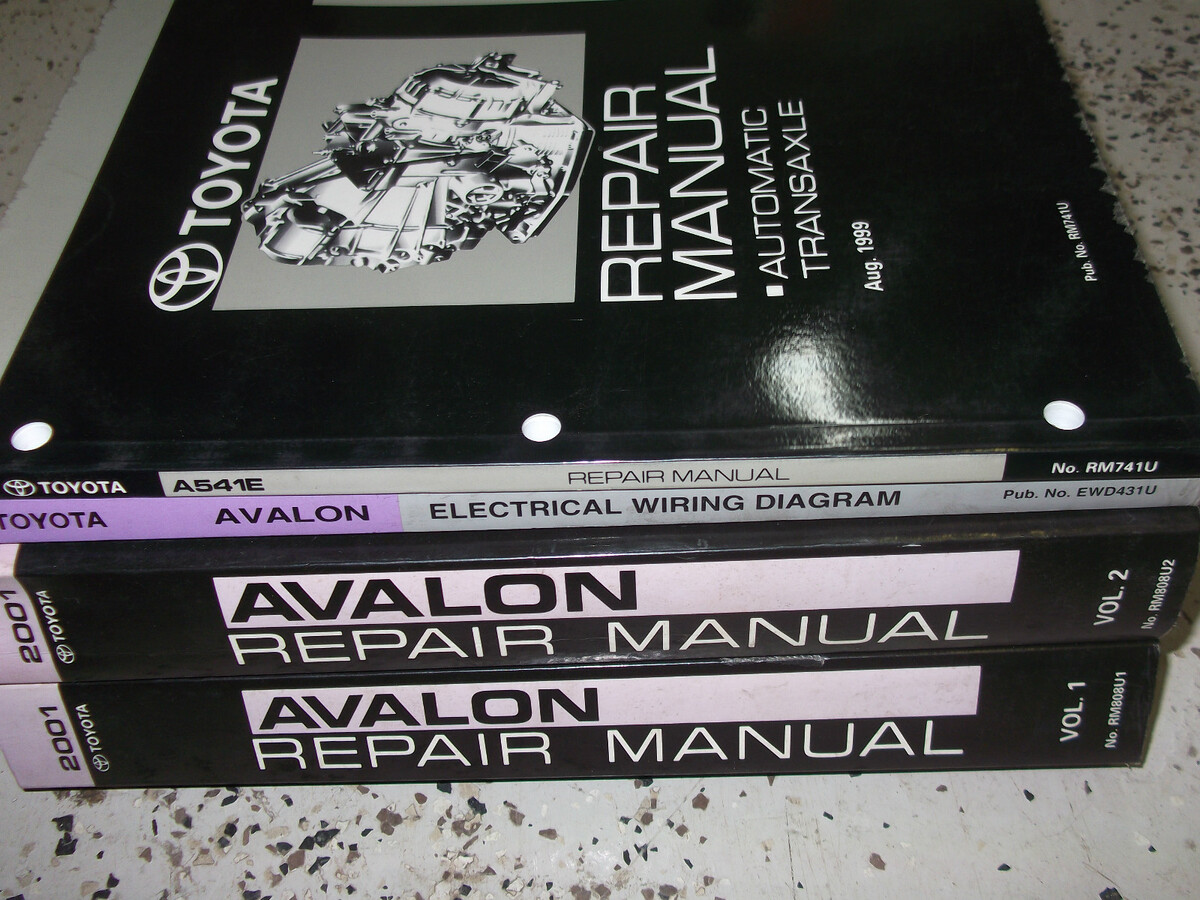 TOYOTA
REPAIR
MANUAL
■ AUTOMATIC
TRANSAXLE
Aug. 1999
Pub. No. RM741U
TOYOTA A541E REPAIR MANUAL No. RM741U
TOYOTA AVALON ELECTRICAL WIRING DIAGRAM Pub. No. EWD431U
2001 TOYOTA
AVALON
REPAIR MANUAL
VOL. 2
No. RM808U2
2001 TOYOTA
AVALON
REPAIR MANUAL
VOL. 1
No. RM808U1